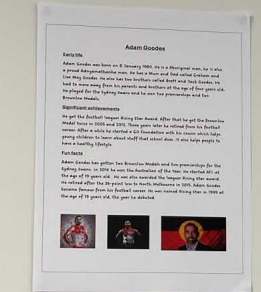 Adam Goodes
Early life
Adam Goodes was born on 8 January 1980. He is a Aboriginal man, he is also
a proud Adnyamathanha man. He has a Mum and Dad called Graham and
Lisa May Goodes. He also has two brothers called Brett and Jake Goodes. He
had to move away from his parents and brothers at the age of four years old.
He played for the Sydney Swans and he won two premierships and two
Brownlow Medals.
Significant achievements
He got the football league Rising Star Award. After that he got the Brownlow
Medal twice in 2003 and 2011. Three years later he retired from his football
career. After a while he started a GO Foundation with his cousin which helps
young children to learn about stuff that school does. It also helps people to
have a healthy lifestyle.
Fun facts
Adam Goodes has gotten two Brownlow Medals and two premierships for the
Sydney Swans. In 2014 he won the Australian of the Year. He started AFL at
the age of 19 years old. He was also awarded the league Rising Star award
He retired after the 26-point loss to North Melbourne in 2015. Adam Goodes
became famous from his football career. He was named Rising Star in 1999 at
the age of 19 years old, the year he debuted.